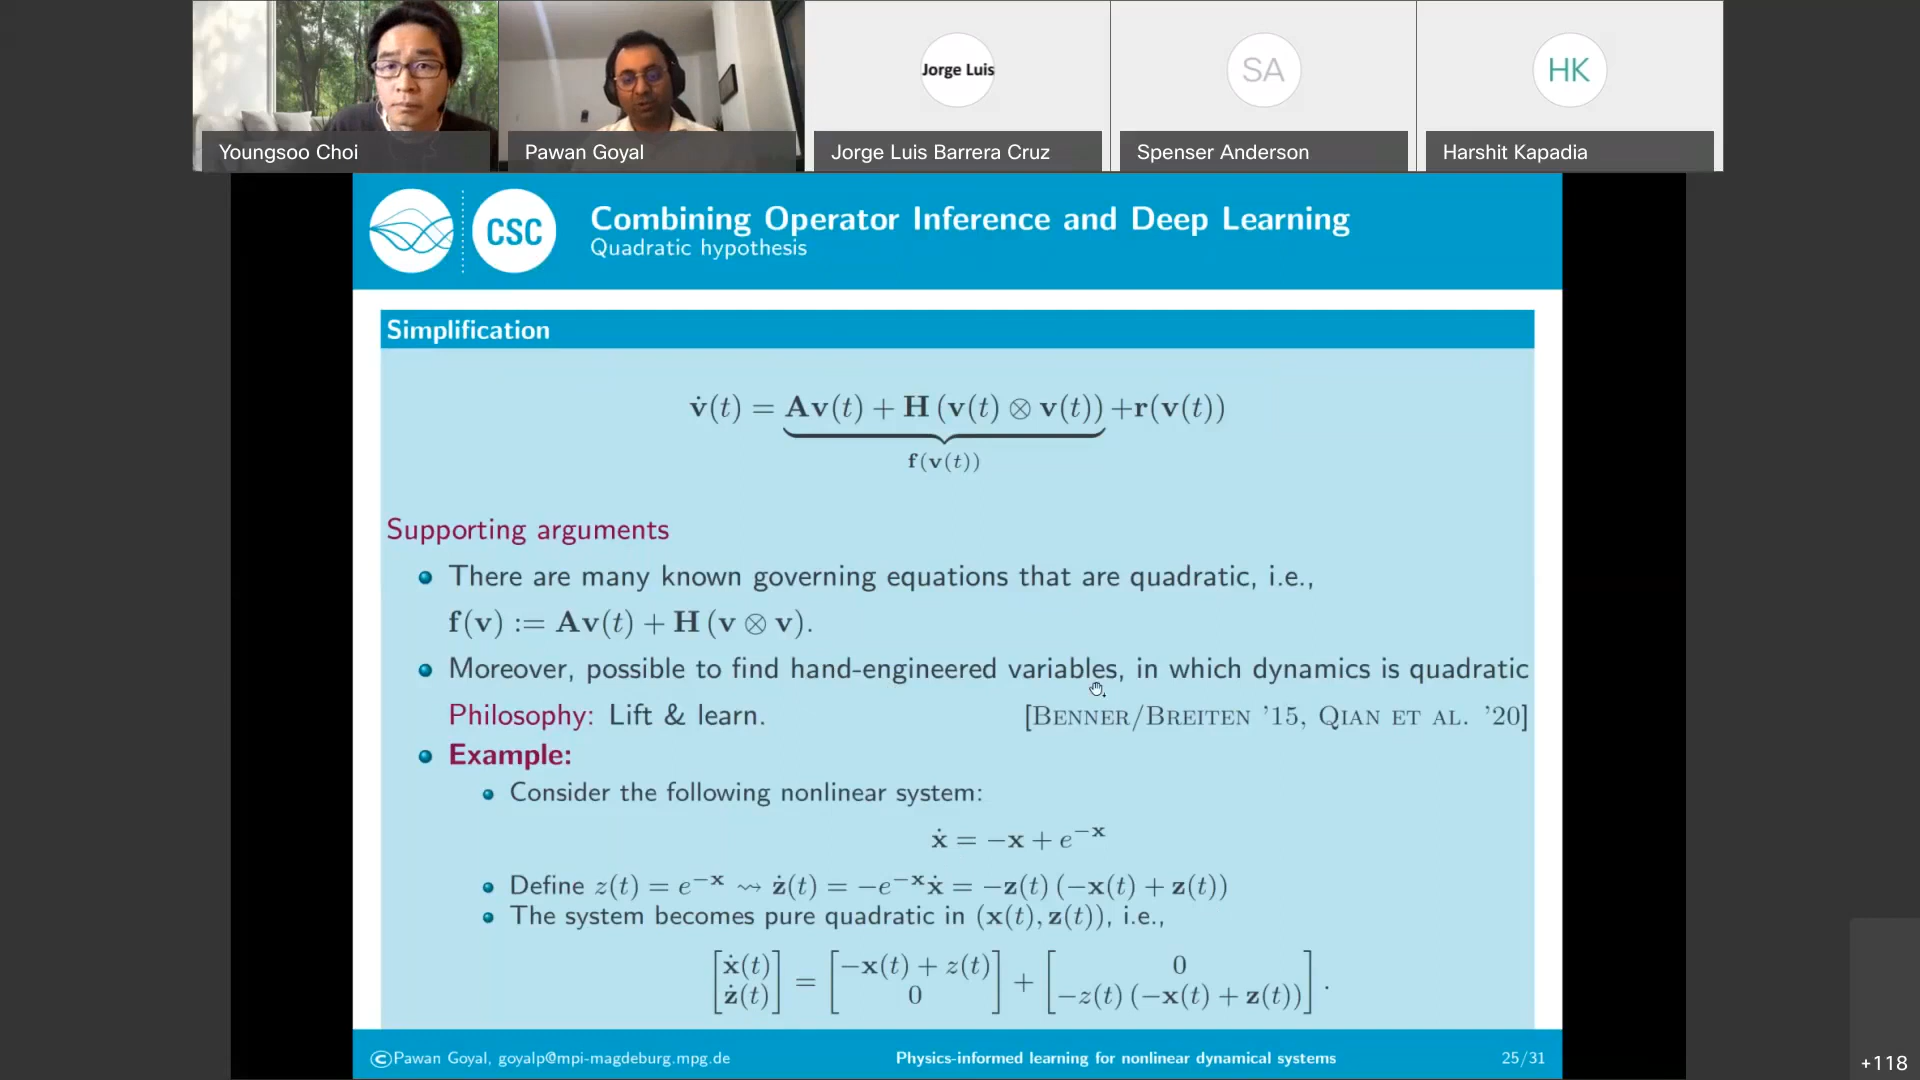 Jorge Luis
SA
HK
Youngsoo Choi
Pawan Goyal
Jorge Luis Barrera Cruz
Spenser Anderson
Harshit Kapadia
CSC
Combining Operator Inference and Deep Learning
Quadratic hypothesis
Simplification
v̇(t) = Av(t) + H (v(t) ⊗ v(t)) +r(v(t))
f(v(t))
Supporting arguments
There are many known governing equations that are quadratic, i.e.,
f(v) := Av(t) + H (v ⊗ v).
Moreover, possible to find hand-engineered variables, in which dynamics is quadratic
Philosophy: Lift & learn. [BENNER/BREITEN '15, QIAN ET AL. '20]
Example:
Consider the following nonlinear system:
ẋ = −x + e^{−x}
Define z(t) = e^{−x} ⇝ ż(t) = −e^{−x}ẋ = −z(t) (−x(t) + z(t))
The system becomes pure quadratic in (x(t), z(t)), i.e.,
[ẋ(t) ż(t)] = [−x(t) + z(t) 0] + [0 −z(t) (−x(t) + z(t))] .
©Pawan Goyal, goyalp@mpi-magdeburg.mpg.de Physics-informed learning for nonlinear dynamical systems 25/31
+118